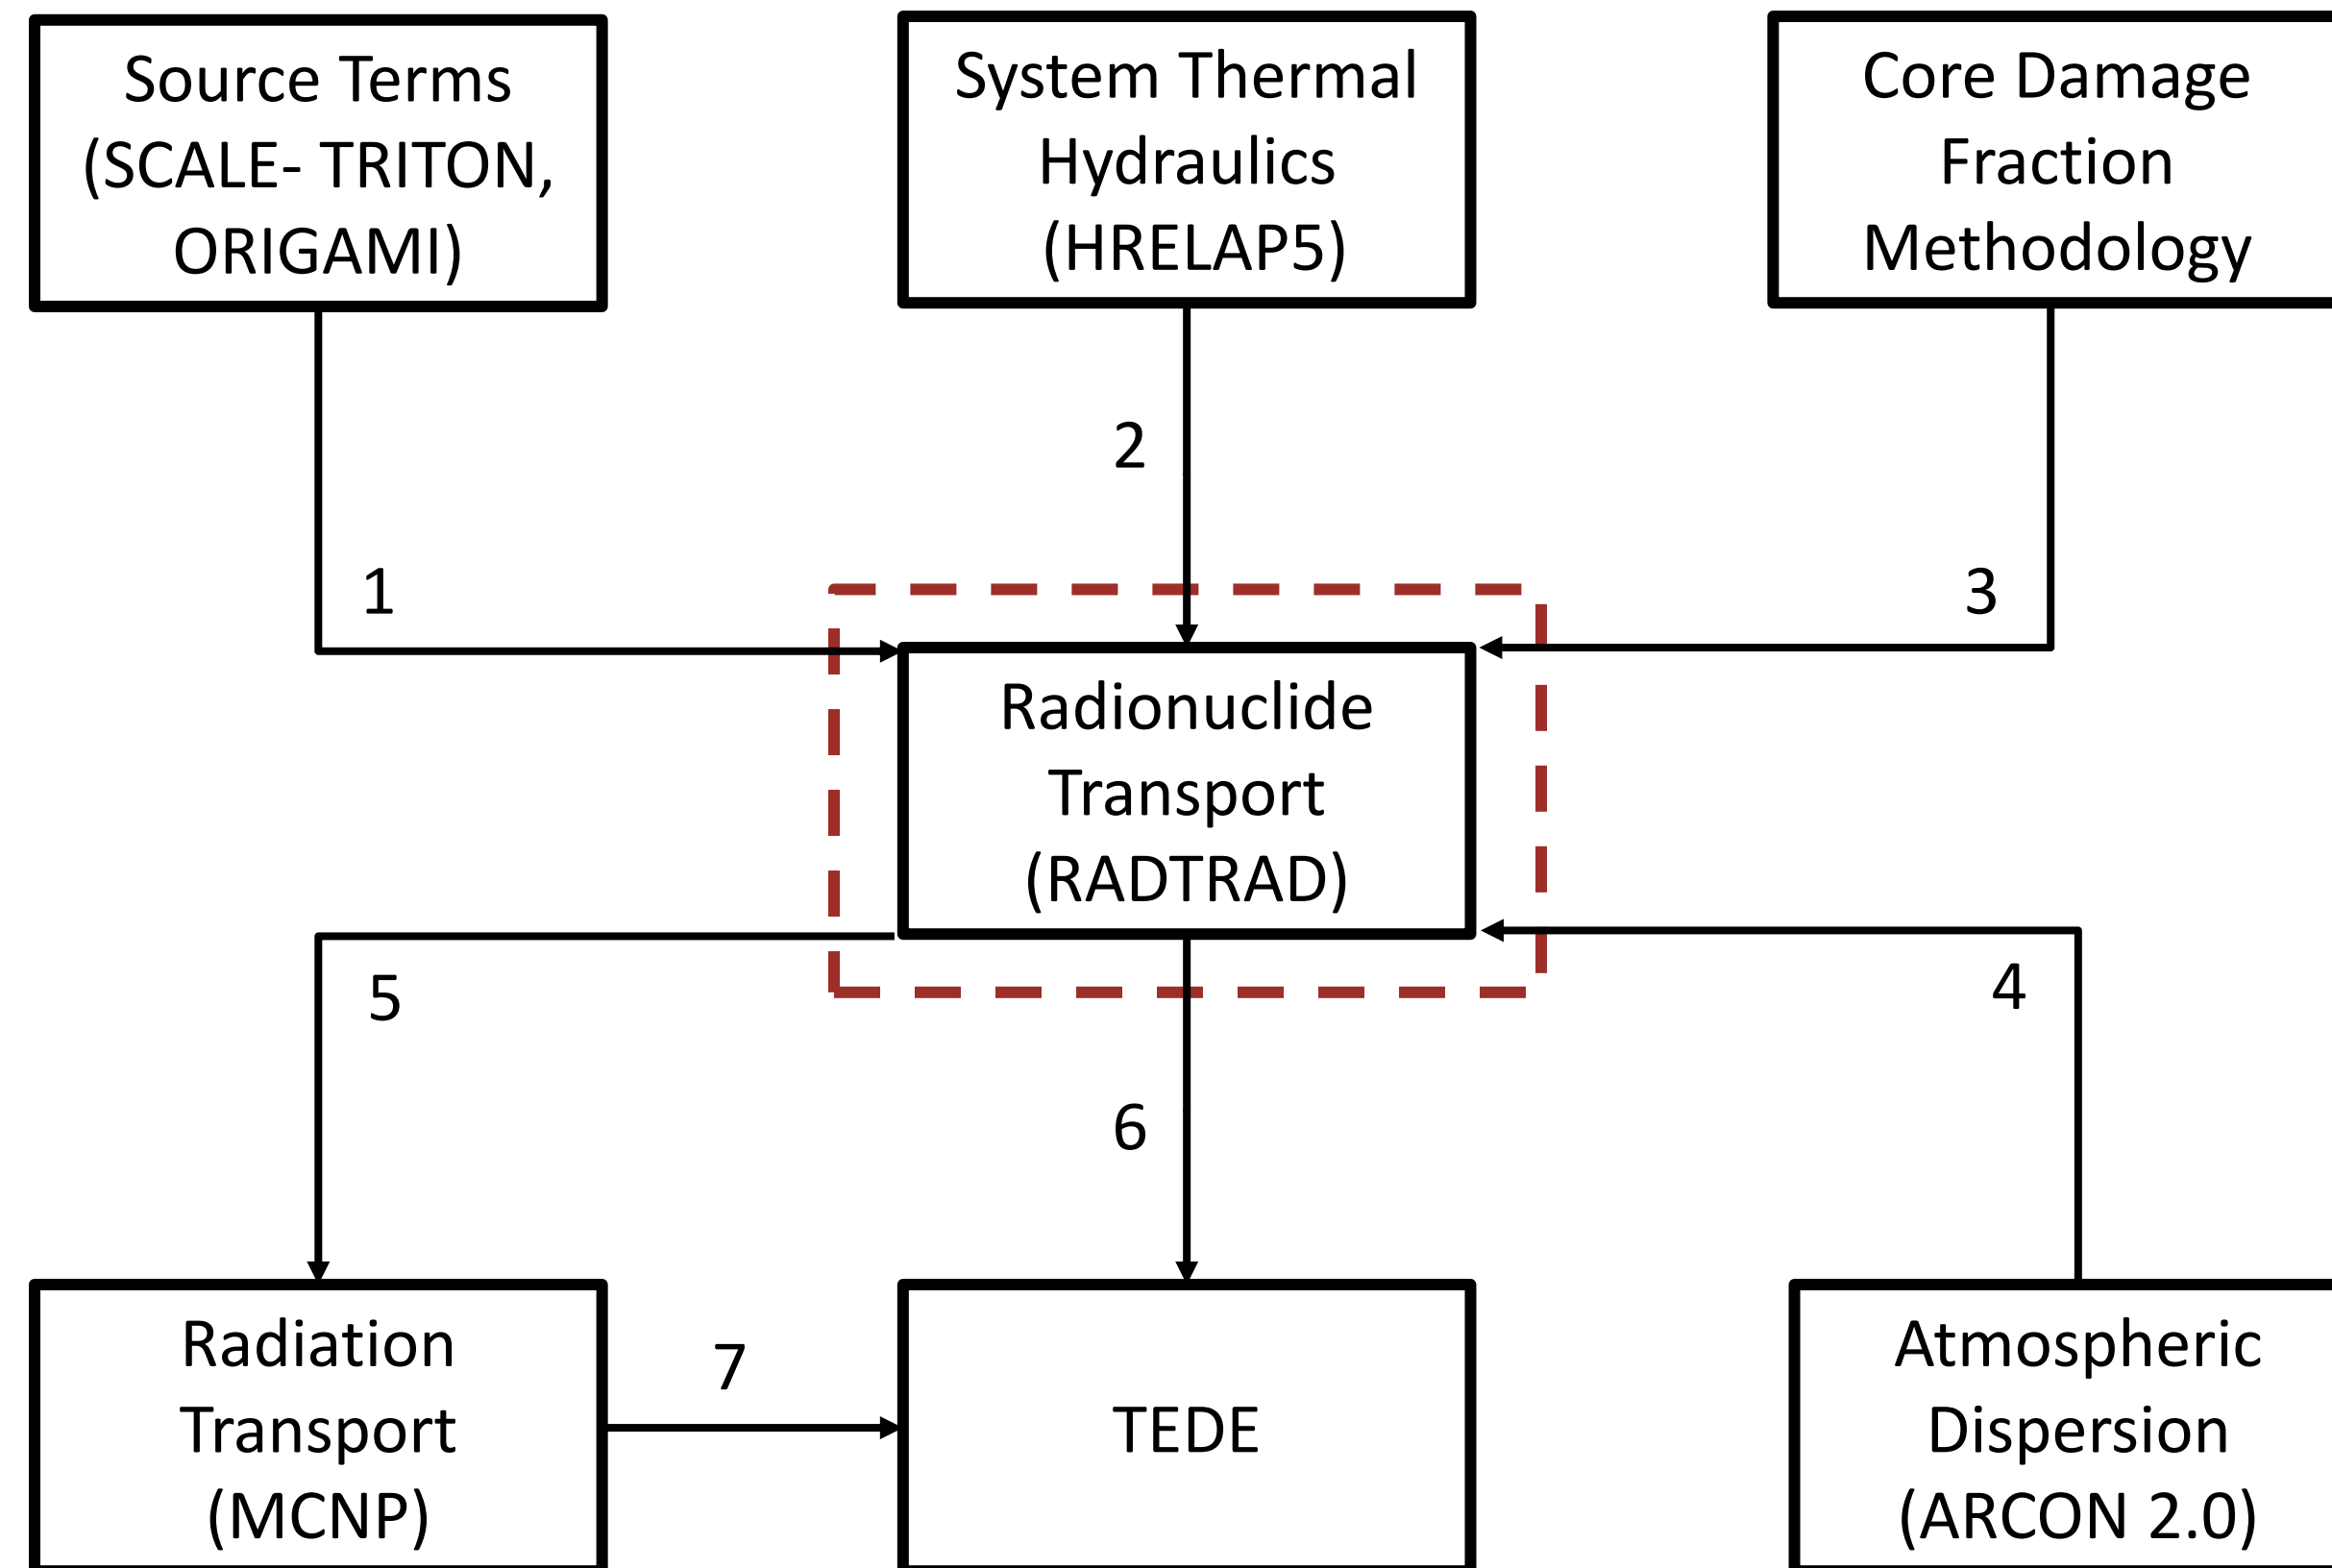 Source Terms
(SCALE- TRITON,
ORIGAMI)
System Thermal
Hydraulics
(HRELAP5)
Core Damage
Fraction
Methodology
2
1
3
Radionuclide
Transport
(RADTRAD)
5
4
6
Radiation
Transport
(MCNP)
7
TEDE
Atmospheric
Dispersion
(ARCON 2.0)